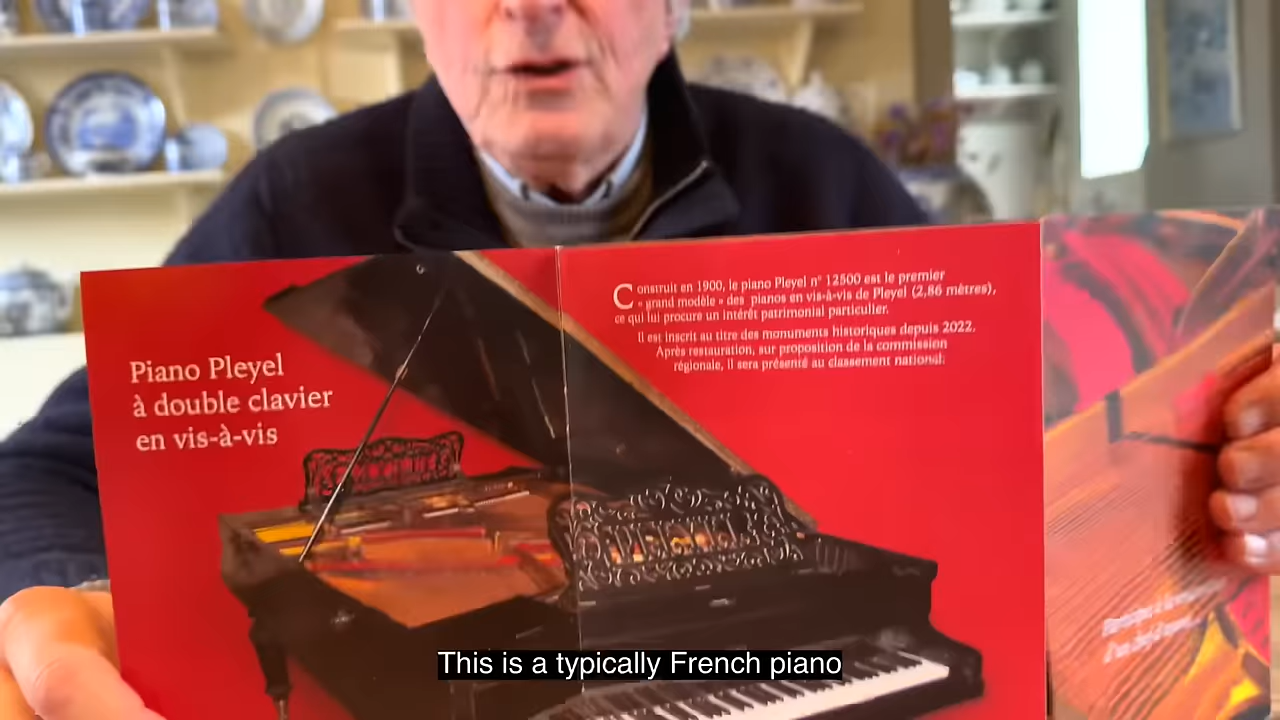 Piano Pleyel
à double clavier
en vis-à-vis
Construit en 1900, le piano Pleyel n° 12500 est le premier
« grand modèle » des pianos en vis-à-vis de Pleyel (2,86 mètres),
ce qui lui procure un intérêt patrimonial particulier.
Il est inscrit au titre des monuments historiques depuis 2022.
Après restauration, sur proposition de la commission
régionale, il sera présenté au classement national.
This is a typically French piano